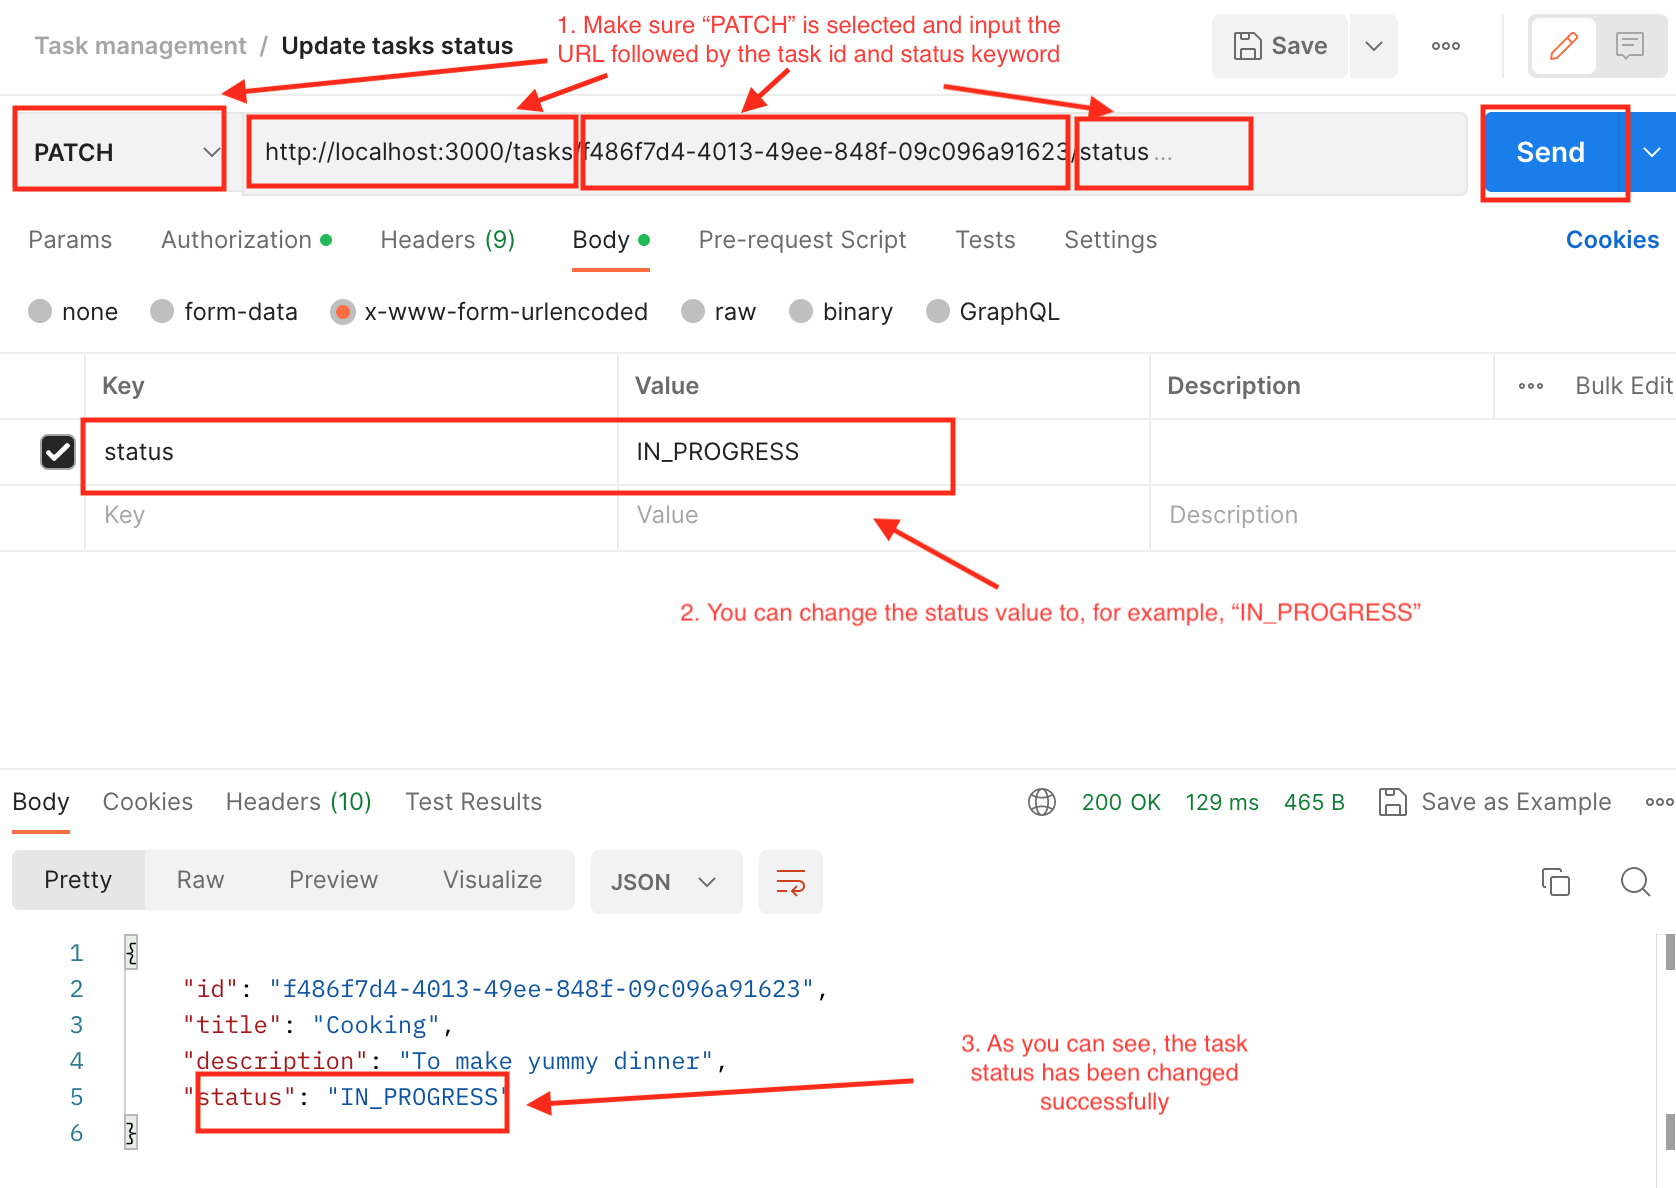 1. Make sure “PATCH” is selected and input the
URL followed by the task id and status keyword
Task management / Update tasks status
Save
PATCH
http://localhost:3000/tasks/f486f7d4-4013-49ee-848f-09c096a91623/status ...
Send
Params Authorization Headers (9) Body Pre-request Script Tests Settings Cookies
none form-data x-www-form-urlencoded raw binary GraphQL
Key Value Description Bulk Edit
status IN_PROGRESS
Key Value Description
2. You can change the status value to, for example, “IN_PROGRESS”
Body Cookies Headers (10) Test Results 200 OK 129 ms 465 B Save as Example
Pretty Raw Preview Visualize JSON
1 {
2 "id": "f486f7d4-4013-49ee-848f-09c096a91623",
3 "title": "Cooking",
4 "description": "To make yummy dinner",
5 "status": "IN_PROGRESS"
6 }
3. As you can see, the task
status has been changed
successfully